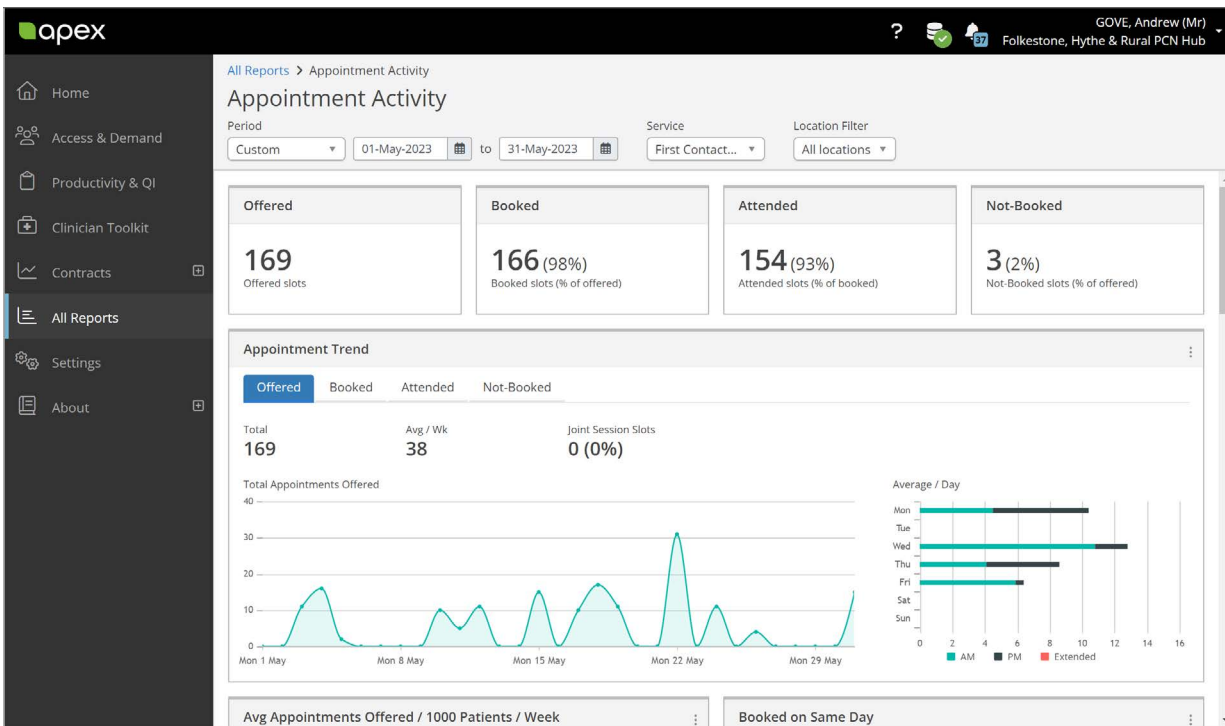 apex
?
37
GOVE, Andrew (Mr)
Folkestone, Hythe & Rural PCN Hub
Home
Access & Demand
Productivity & QI
Clinician Toolkit
Contracts
All Reports
Settings
About
All Reports > Appointment Activity
Appointment Activity
Period
Service
Location Filter
Custom
01-May-2023
to
31-May-2023
First Contact...
All locations
Offered
169
Offered slots
Booked
166 (98%)
Booked slots (% of offered)
Attended
154 (93%)
Attended slots (% of booked)
Not-Booked
3 (2%)
Not-Booked slots (% of offered)
Appointment Trend
Offered Booked Attended Not-Booked
Total
169
Avg / Wk
38
Joint Session Slots
0 (0%)
Total Appointments Offered
40
30
20
10
0
Mon 1 May Mon 8 May Mon 15 May Mon 22 May Mon 29 May
Average / Day
Mon
Tue
Wed
Thu
Fri
Sat
Sun
0 2 4 6 8 10 12 14 16
AM PM Extended
Avg Appointments Offered / 1000 Patients / Week
Booked on Same Day